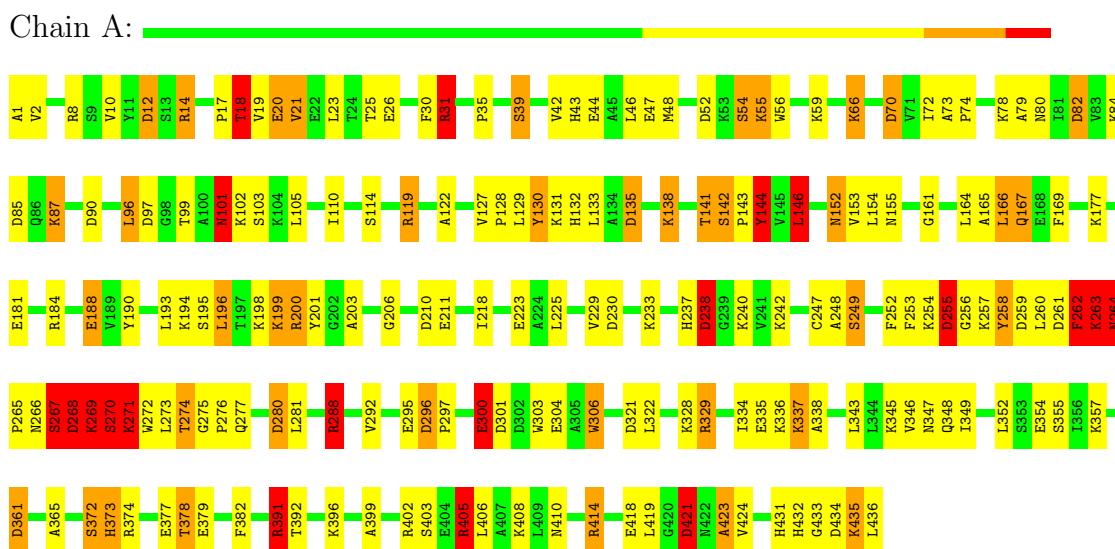 Chain A:
A1 V2 R8 S9 V10 Y11 D12 S13 R14 P17 T18 V19 E20 V21 E22 L23 T24 T25 E26 F30 R31 P35 S39 V42 H43 E44 A45 L46 E47 M48 D52 K53 S54 K55 W56 K59 K66 D70 V71 I72 A73 P74 K78 A79 N80 I81 D82 V83 K84
D85 Q86 K87 D90 L96 D97 G98 T99 A100 N101 K102 S103 K104 L105 I110 S114 R119 A122 V127 P128 L129 Y130 K131 H132 L133 A134 D135 K138 T141 S142 P143 Y144 V145 L146 N152 V153 L154 N155 G161 L164 A165 L166 Q167 E168 F169 K177
E181 R184 E188 V189 Y190 L193 K194 S195 L196 T197 K198 K199 R200 Y201 G202 A203 G206 D210 E211 I218 E223 A224 L225 V229 D230 K233 H237 D238 G239 K240 V241 K242 C247 A248 S249 F252 F253 K254 D255 G256 K257 Y258 D259 L260 D261 F262 K263 N264
P265 N266 S267 D268 K269 S270 K271 W272 L273 T274 G275 P276 Q277 D280 L281 R288 V292 E295 D296 P297 E300 D301 D302 W303 E304 A305 W306 D321 L322 K328 R329 I334 E335 K336 K337 A338 L343 L344 K345 V346 N347 Q348 I349 L352 S353 E354 S355 I356 K357
D361 A365 S372 H373 R374 E377 T378 E379 F382 R391 T392 K396 A399 R402 S403 E404 R405 L406 A407 K408 L409 N410 R414 E418 L419 G420 D421 N422 A423 V424 H431 H432 G433 D434 K435 L436